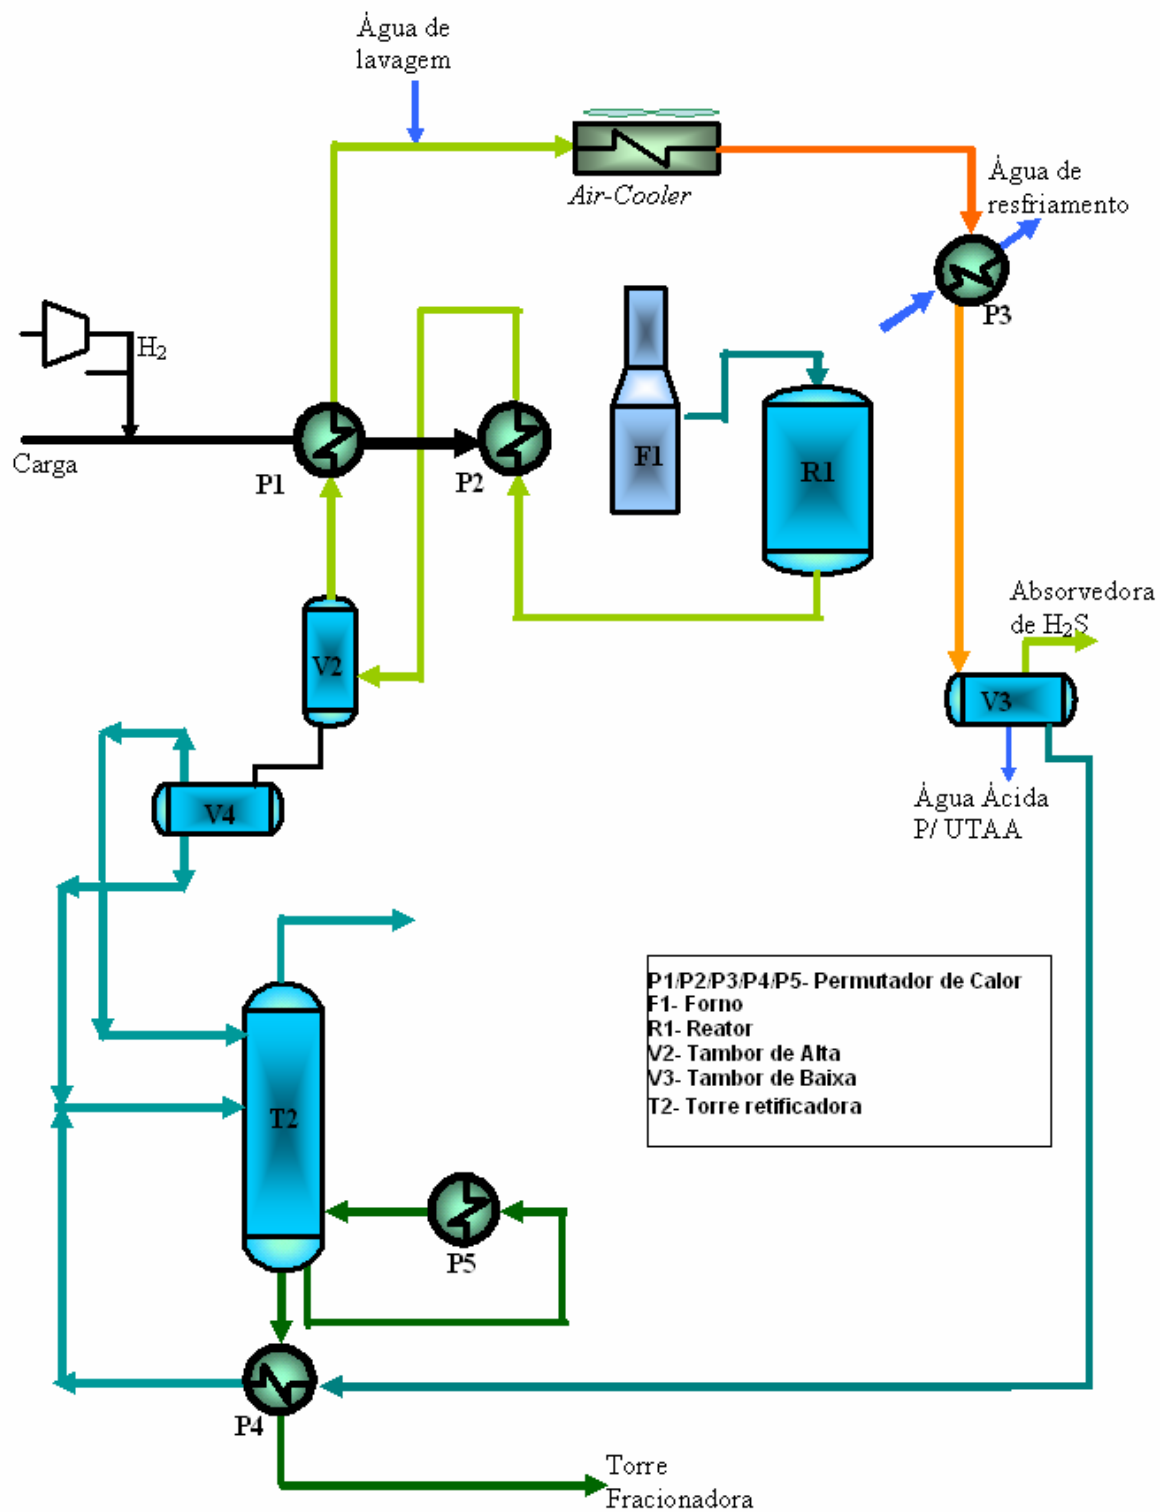 Água de
lavagem
Air-Cooler
Água de
resfriamento
P3
H₂
Carga
P1
P2
F1
R1
V2
Absorvedora
de H₂S
V3
Água Ácida
P/ UTAA
V4
T2
P1/P2/P3/P4/P5- Permutador de Calor
F1- Forno
R1- Reator
V2- Tambor de Alta
V3- Tambor de Baixa
T2- Torre retificadora
P5
P4
Torre
Fracionadora